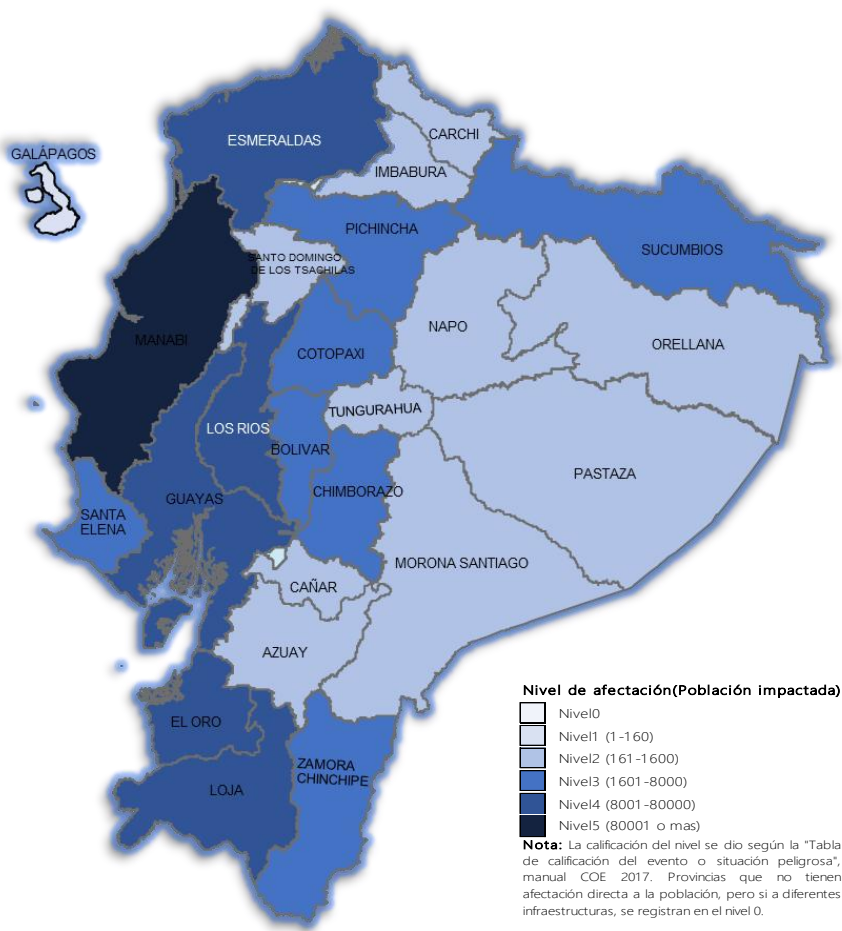 ESMERALDAS
CARCHI
GALÁPAGOS
IMBABURA
PICHINCHA
SUCUMBIOS
SANTO DOMINGO
DE LOS TSACHILAS
NAPO
MANABI
ORELLANA
COTOPAXI
TUNGURAHUA
LOS RIOS
BOLIVAR
PASTAZA
CHIMBORAZO
GUAYAS
SANTA
ELENA
MORONA SANTIAGO
CAÑAR
AZUAY
EL ORO
ZAMORA
CHINCHIPE
LOJA
Nivel de afectación(Población impactada)
Nivel0
Nivel1 (1-160)
Nivel2 (161-1600)
Nivel3 (1601-8000)
Nivel4 (8001-80000)
Nivel5 (80001 o mas)
Nota: La calificación del nivel se dio según la "Tabla
de calificación del evento o situación peligrosa",
manual COE 2017. Provincias que no tienen
afectación directa a la población, pero si a diferentes
infraestructuras, se registran en el nivel 0.